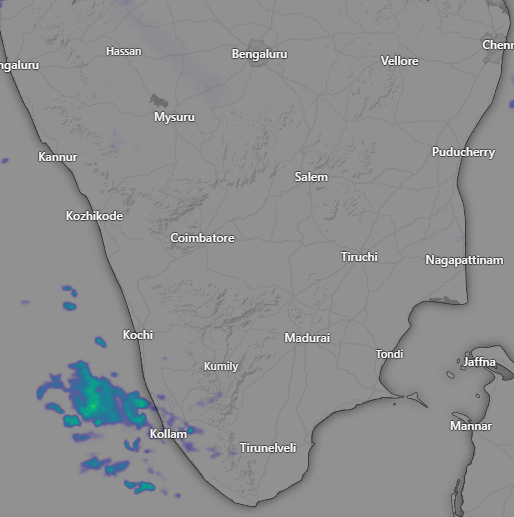 Hassan
Bengaluru
Chenn
ngaluru
Vellore
Mysuru
Kannur
Puducherry
Salem
Kozhikode
Coimbatore
Tiruchi
Nagapattinam
Kochi
Madurai
Tondi
Jaffna
Kumily
Kollam
Mannar
Tirunelveli